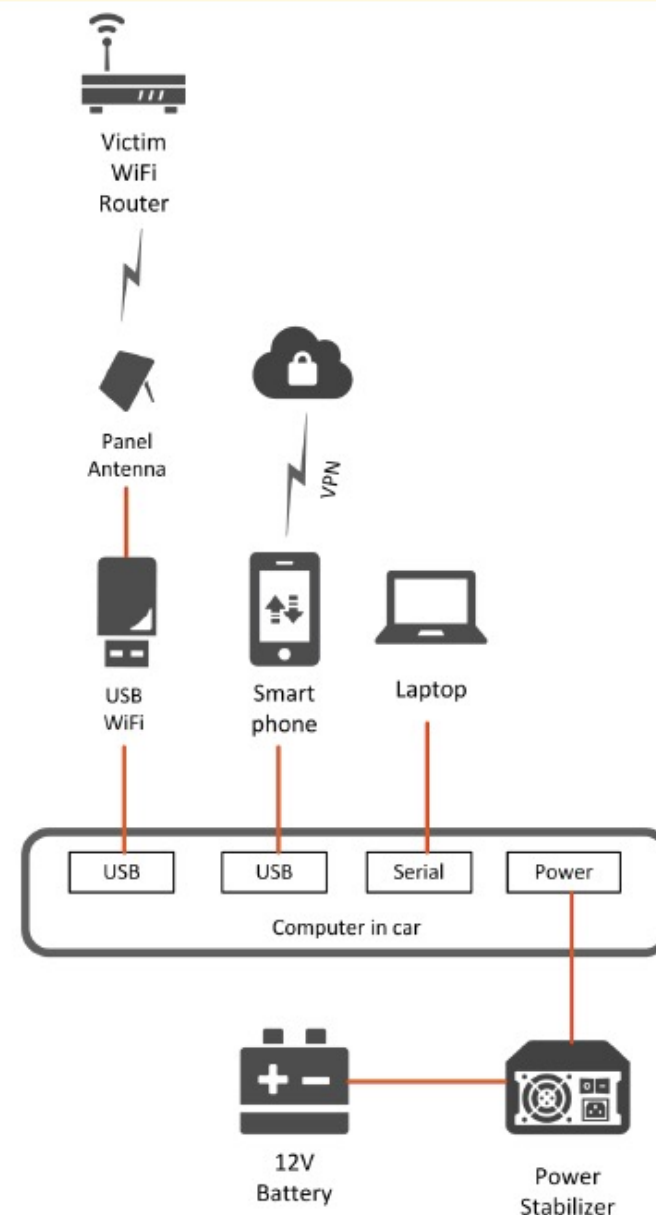 Victim
WiFi
Router
Panel
Antenna
VPN
USB
WiFi
Smart
phone
Laptop
USB
USB
Serial
Power
Computer in car
12V
Battery
Power
Stabilizer